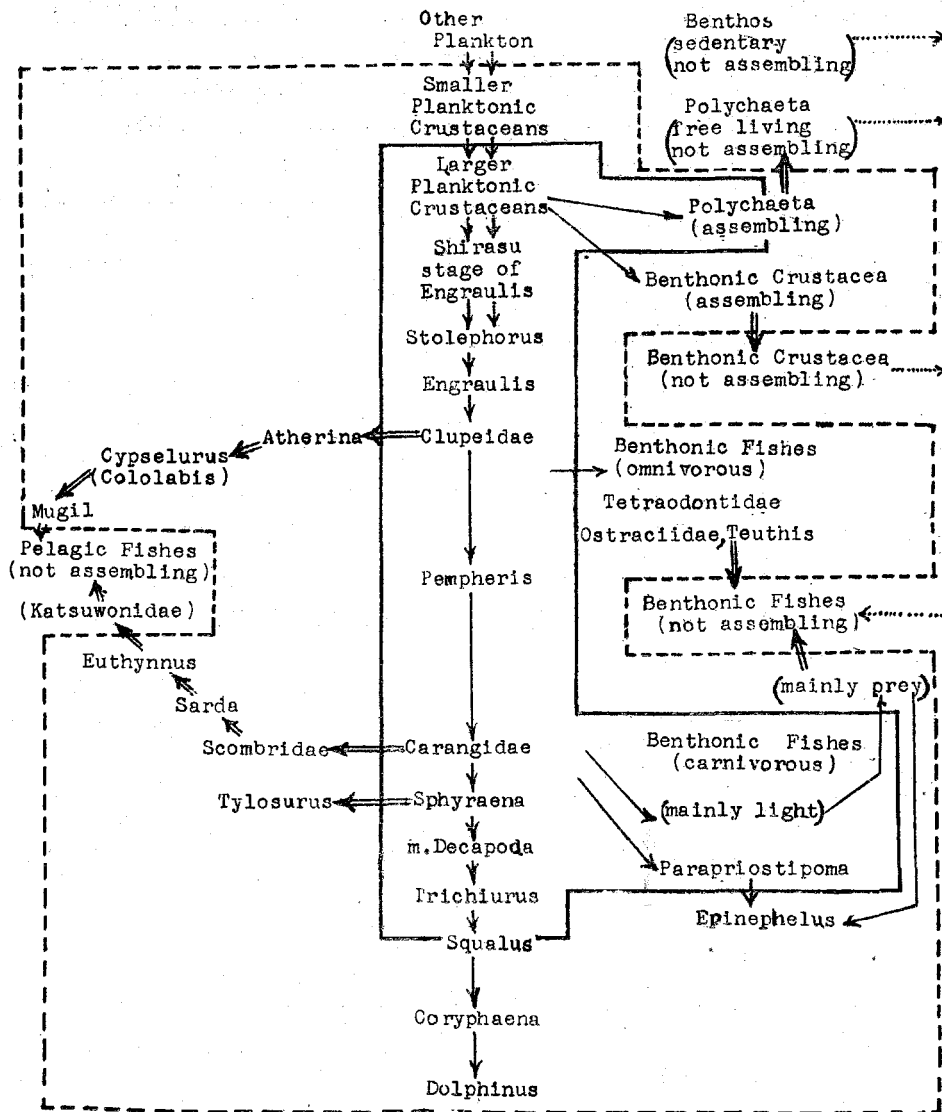 Other
Plankton
Smaller
Planktonic
Crustaceans
Larger
Planktonic
Crustaceans
Shirasu
stage of
Engraulis
Stolephorus
Engraulis
Clupeidae
Atherina
Cypselurus
(Cololabis)
Mugil
Pelagic Fishes
(not assembling)
(Katsuwonidae)
Euthynnus
Sarda
Scombridae
Carangidae
Pempheris
Tylosurus
Sphyraena
m.Decapoda
Trichiurus
Squalus
Coryphaena
Dolphinus
Benthos
(sedentary
not assembling)
Polychaeta
(free living
not assembling)
Polychaeta
(assembling)
Benthonic Crustacea
(assembling)
Benthonic Crustacea
(not assembling)
Benthonic Fishes
(omnivorous)
Tetraodontidae
Ostraciidae,Teuthis
Benthonic Fishes
(not assembling)
(mainly prey)
Benthonic Fishes
(carnivorous)
(mainly light)
Parapriostipoma
Epinephelus